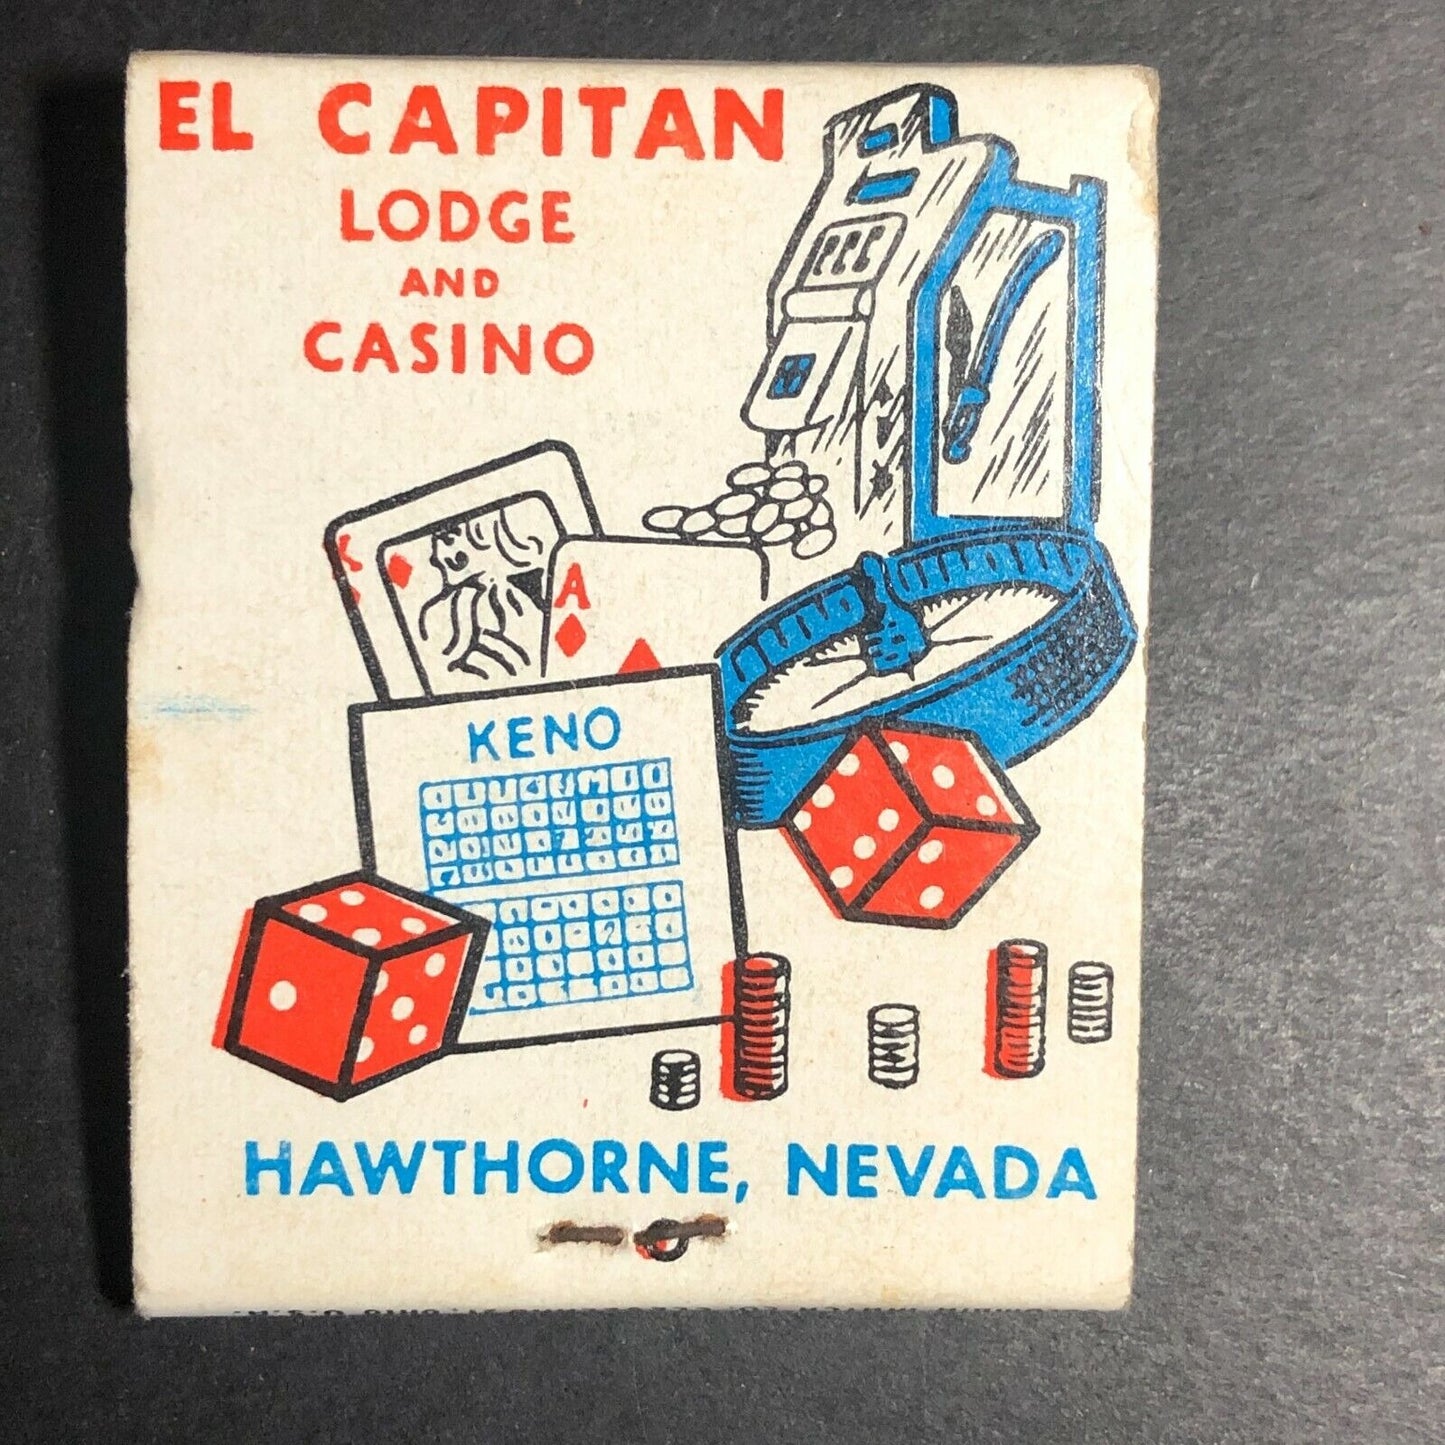 EL CAPITAN
LODGE
AND
CASINO
K
A
KENO
HAWTHORNE, NEVADA